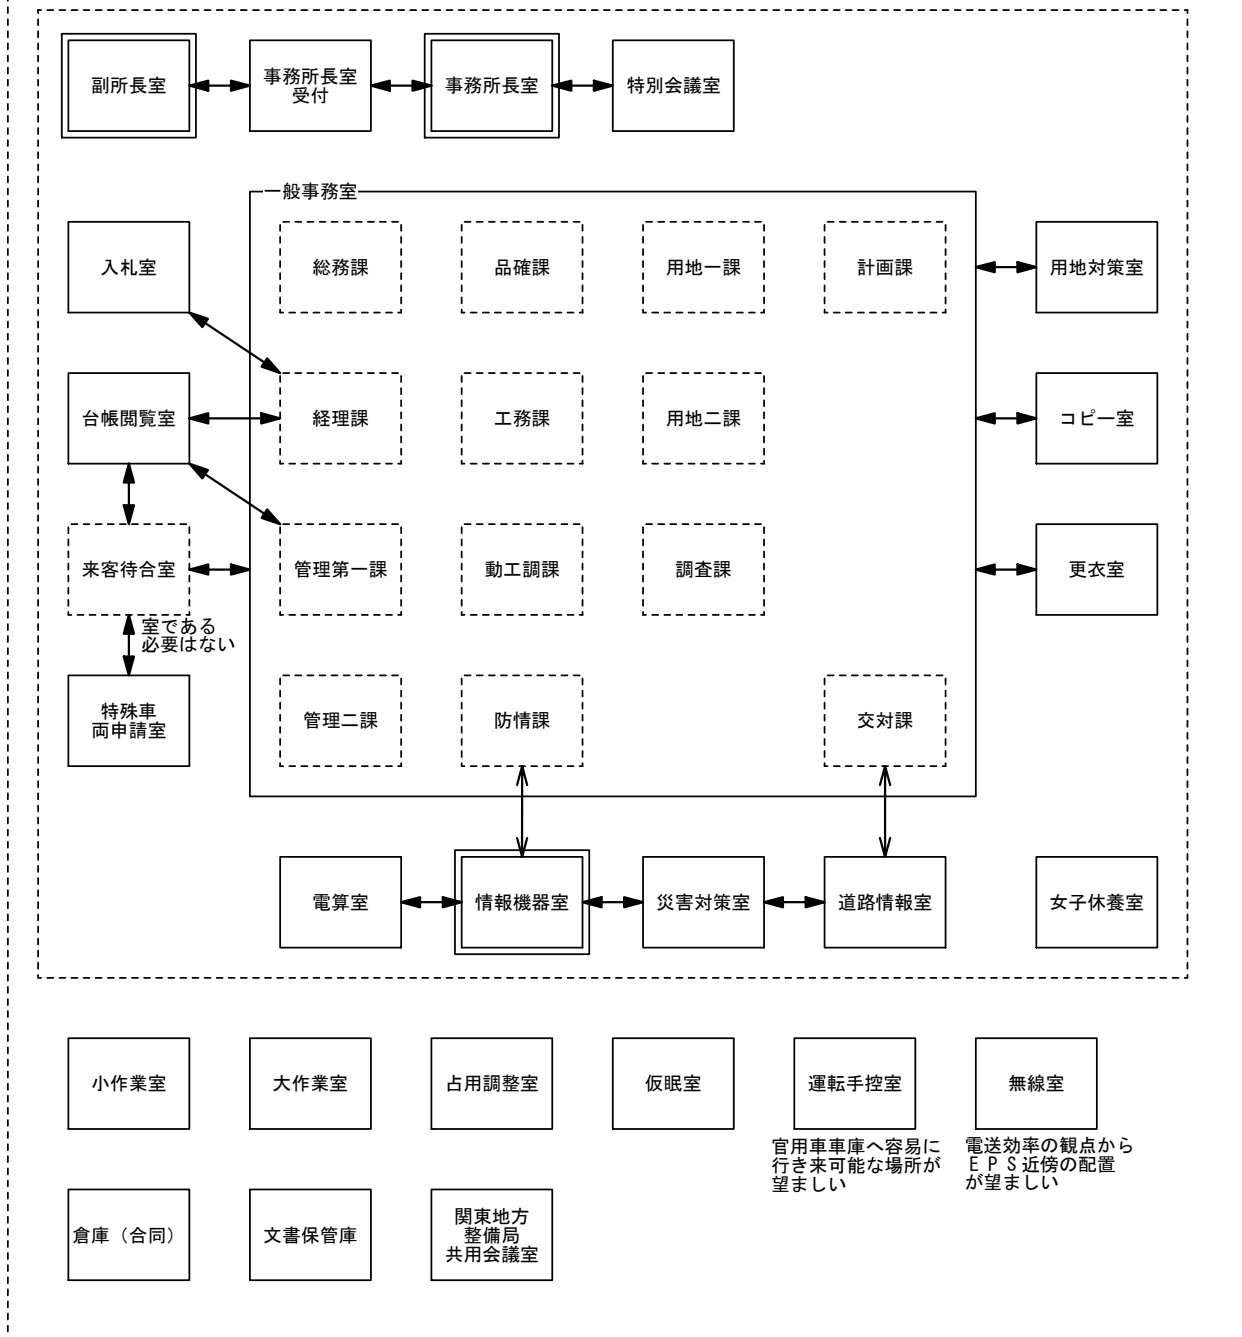 副所長室
事務所長室
受付
事務所長室
特別会議室
一般事務室
入札室
総務課
品確課
用地一課
計画課
用地対策室
台帳閲覧室
経理課
工務課
用地二課
コピー室
来客待合室
管理第一課
動工調課
調査課
更衣室
室である
必要はない
特殊車
両申請室
管理二課
防情課
交対課
電算室
情報機器室
災害対策室
道路情報室
女子休養室
小作業室
大作業室
占用調整室
仮眠室
運転手控室
無線室
官用車車庫へ容易に
行き来可能な場所が
望ましい
電送効率の観点から
ＥＰＳ近傍の配置
が望ましい
倉庫（合同）
文書保管庫
関東地方
整備局
共用会議室